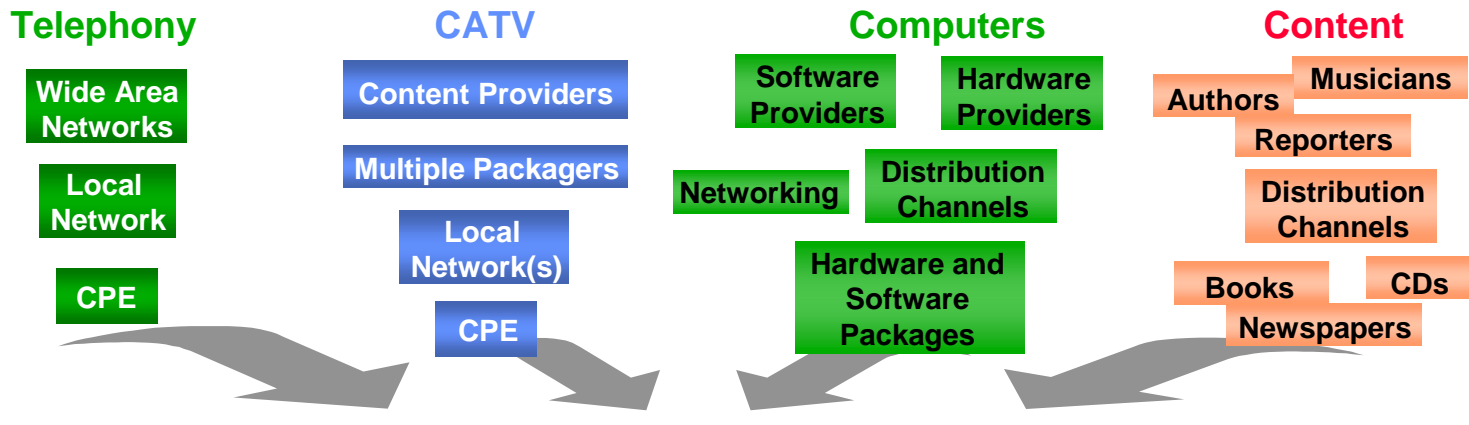 Telephony
Wide Area
Networks
Local
Network
CPE
CATV
Content Providers
Multiple Packagers
Local
Network(s)
CPE
Computers
Software
Providers
Hardware
Providers
Networking
Distribution
Channels
Hardware and
Software
Packages
Content
Musicians
Authors
Reporters
Distribution
Channels
Books
CDs
Newspapers